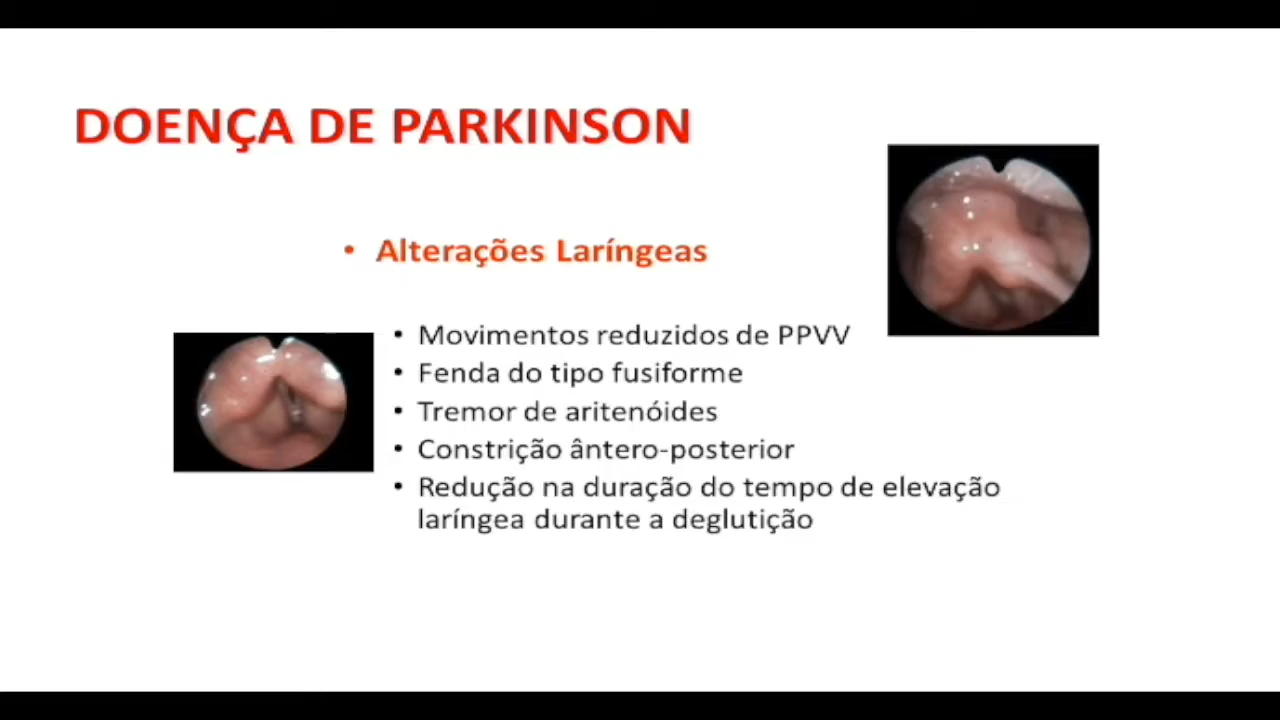 DOENÇA DE PARKINSON
• Alterações Laríngeas
• Movimentos reduzidos de PPVV
• Fenda do tipo fusiforme
• Tremor de aritenóides
• Constrição ântero-posterior
• Redução na duração do tempo de elevação
laríngea durante a deglutição